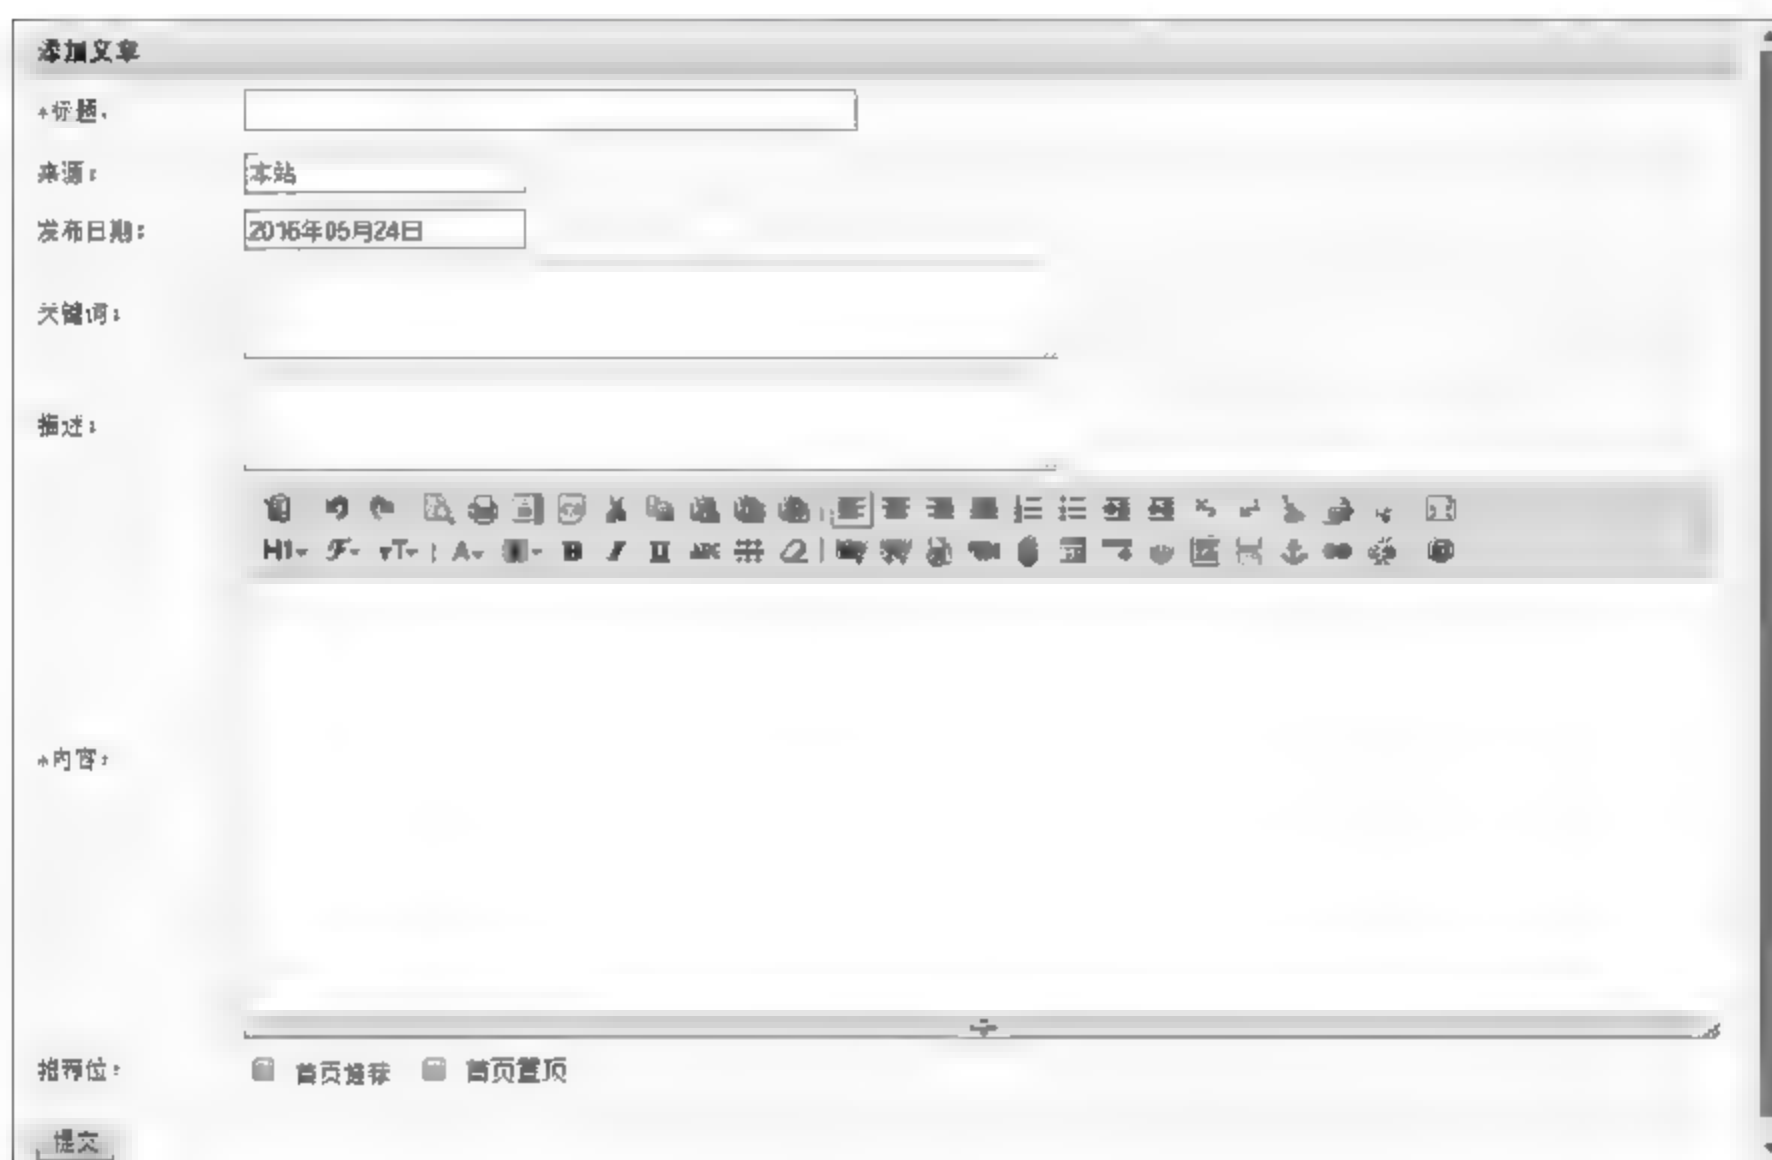 添加文章
*标题:
来源: 本站
发布日期: 2016年05月24日
关键词:
描述:
H1 F TT A B I U ABC
*内容:
推荐位: 首页推荐 首页置顶
提交